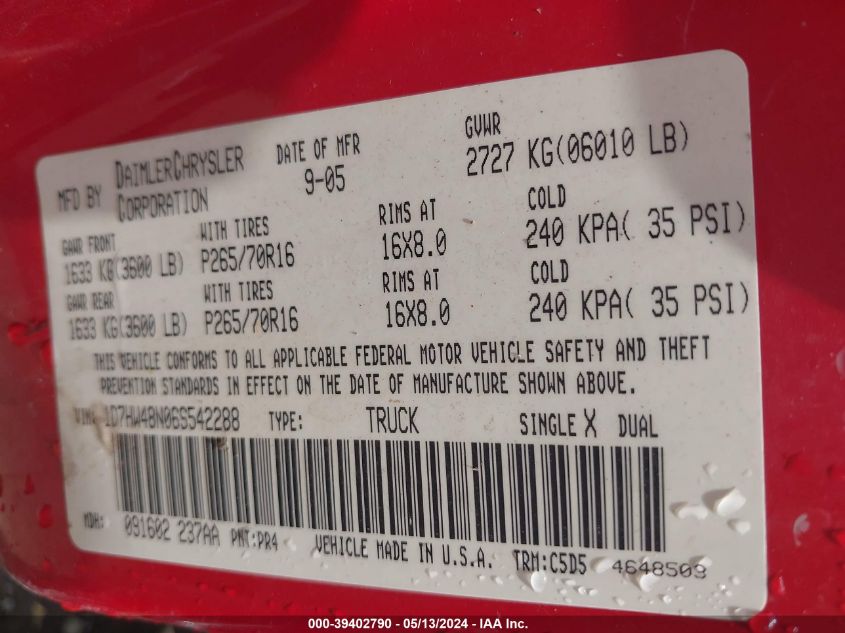 MFD BY DAIMLERCHRYSLER CORPORATION
DATE OF MFR 9-05
GVWR 2727 KG(06010 LB)
GAWR FRONT WITH TIRES RIMS AT COLD
1633 KG(3600 LB) P265/70R16 16X8.0 240 KPA( 35 PSI)
GAWR REAR WITH TIRES RIMS AT COLD
1633 KG(3600 LB) P265/70R16 16X8.0 240 KPA( 35 PSI)
THIS VEHICLE CONFORMS TO ALL APPLICABLE FEDERAL MOTOR VEHICLE SAFETY AND THEFT
PREVENTION STANDARDS IN EFFECT ON THE DATE OF MANUFACTURE SHOWN ABOVE.
VIN: 1D7HW48N06S542288 TYPE: TRUCK SINGLE X DUAL
MDH: 091602 237AA PNT:PR4 VEHICLE MADE IN U.S.A. TRM:C5D5 4648509
000-39402790 - 05/13/2024 - IAA Inc.